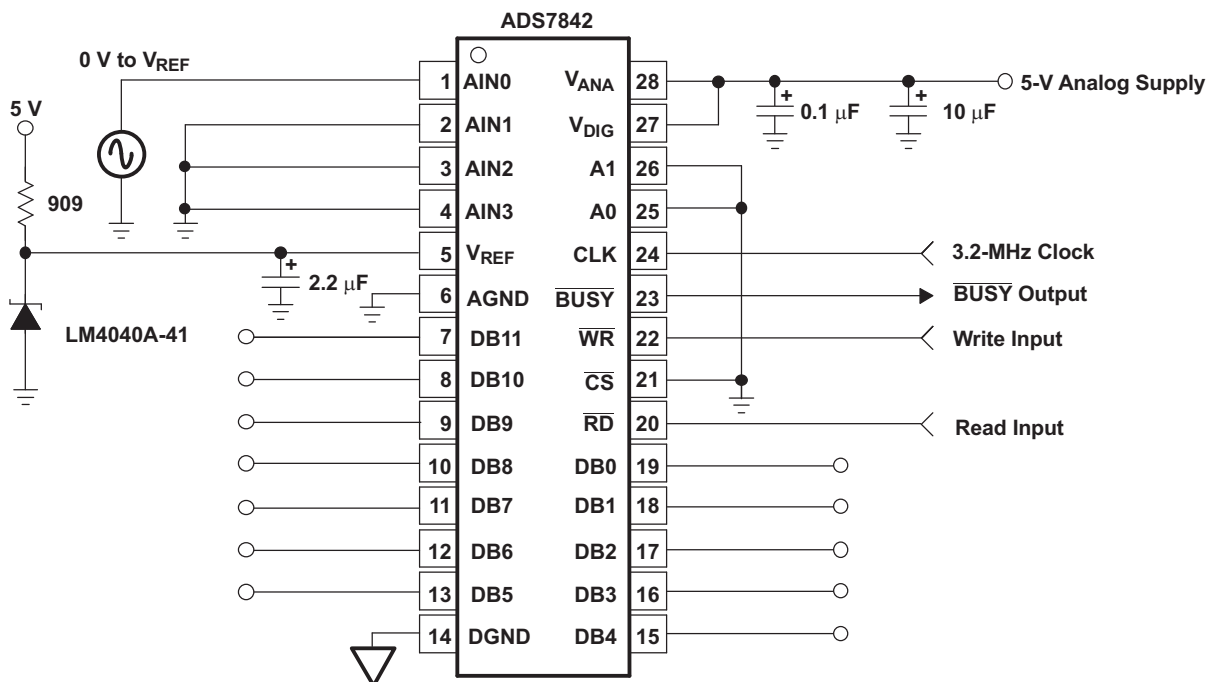 ADS7842
0 V to VREF
5 V
909
LM4040A-41
2.2 μF
1 AIN0
2 AIN1
3 AIN2
4 AIN3
5 VREF
6 AGND
7 DB11
8 DB10
9 DB9
10 DB8
11 DB7
12 DB6
13 DB5
14 DGND
VANA 28
VDIG 27
A1 26
A0 25
CLK 24
BUSY 23
WR 22
CS 21
RD 20
DB0 19
DB1 18
DB2 17
DB3 16
DB4 15
+ 0.1 μF
+ 10 μF
+
5-V Analog Supply
3.2-MHz Clock
BUSY Output
Write Input
Read Input